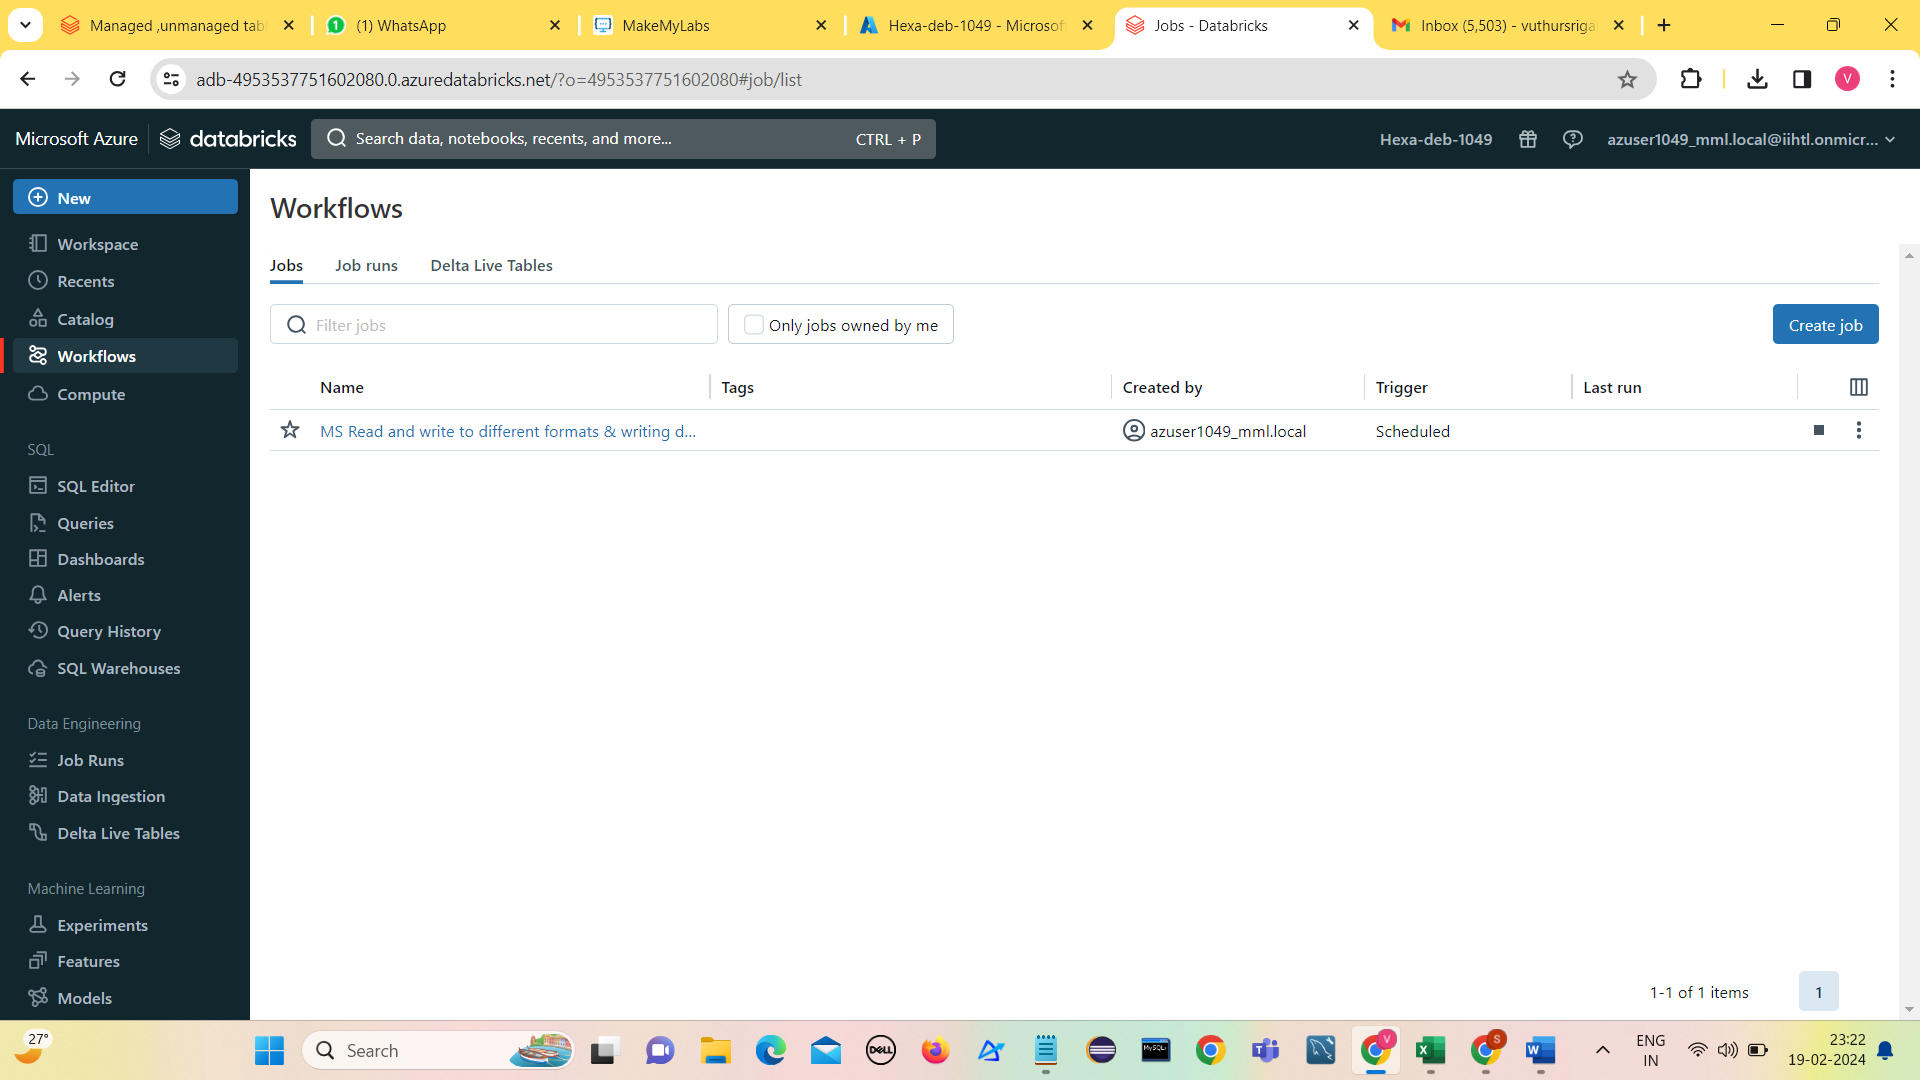 Managed ,unmanaged tab
(1) WhatsApp
MakeMyLabs
Hexa-deb-1049 - Microsof
Jobs - Databricks
Inbox (5,503) - vuthursriga
adb-4953537751602080.0.azuredatabricks.net/?o=4953537751602080#job/list
V
Microsoft Azure
databricks
Search data, notebooks, recents, and more...
CTRL + P
Hexa-deb-1049
azuser1049_mml.local@iihtl.onmicr...
New
Workspace
Recents
Catalog
Workflows
Compute
SQL
SQL Editor
Queries
Dashboards
Alerts
Query History
SQL Warehouses
Data Engineering
Job Runs
Data Ingestion
Delta Live Tables
Machine Learning
Experiments
Features
Models
Workflows
Jobs
Job runs
Delta Live Tables
Filter jobs
Only jobs owned by me
Create job
Name
Tags
Created by
Trigger
Last run
MS Read and write to different formats & writing d...
azuser1049_mml.local
Scheduled
1-1 of 1 items
1
27°
Search
DELL
MySQL
V
S
ENG
IN
23:22
19-02-2024